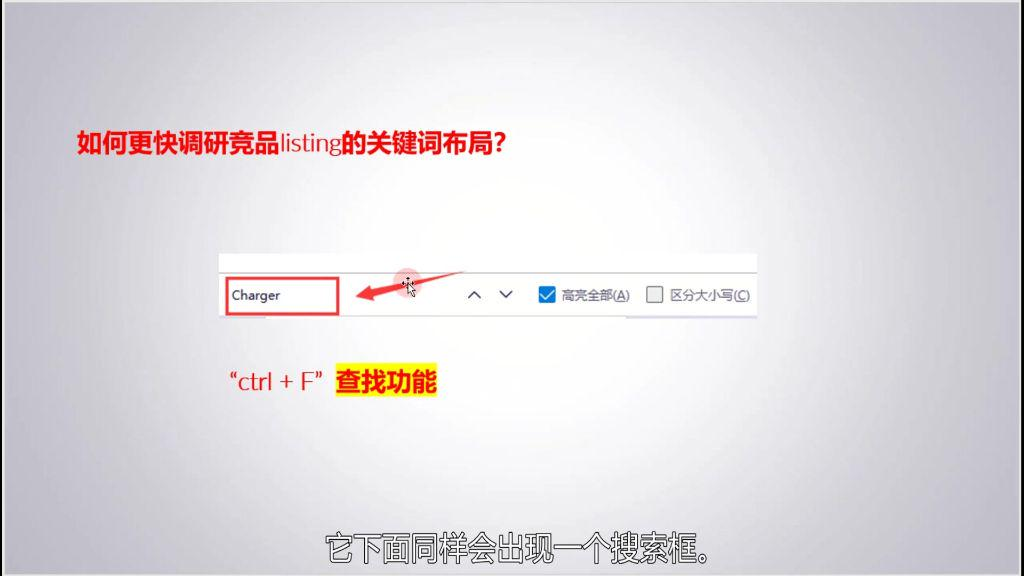 如何更快调研竞品listing的关键词布局？
Charger
高亮全部(A)
区分大小写(C)
“ctrl + F” 查找功能
它下面同样会出现一个搜索框。